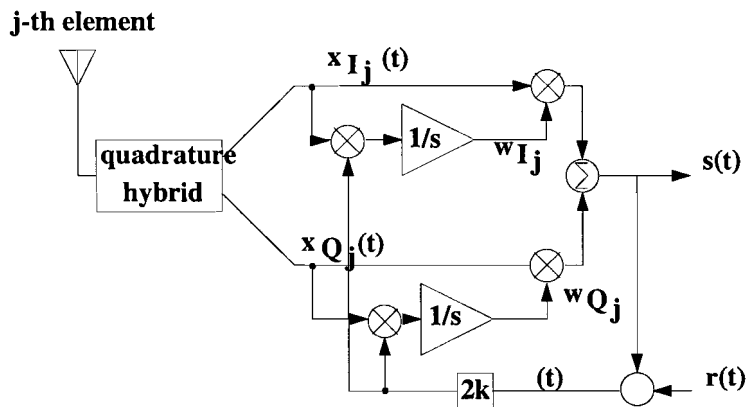 j-th element
x I j (t)
quadrature
hybrid
1/s
w I j
Σ
s(t)
x Q j (t)
1/s
w Q j
2k
(t)
r(t)